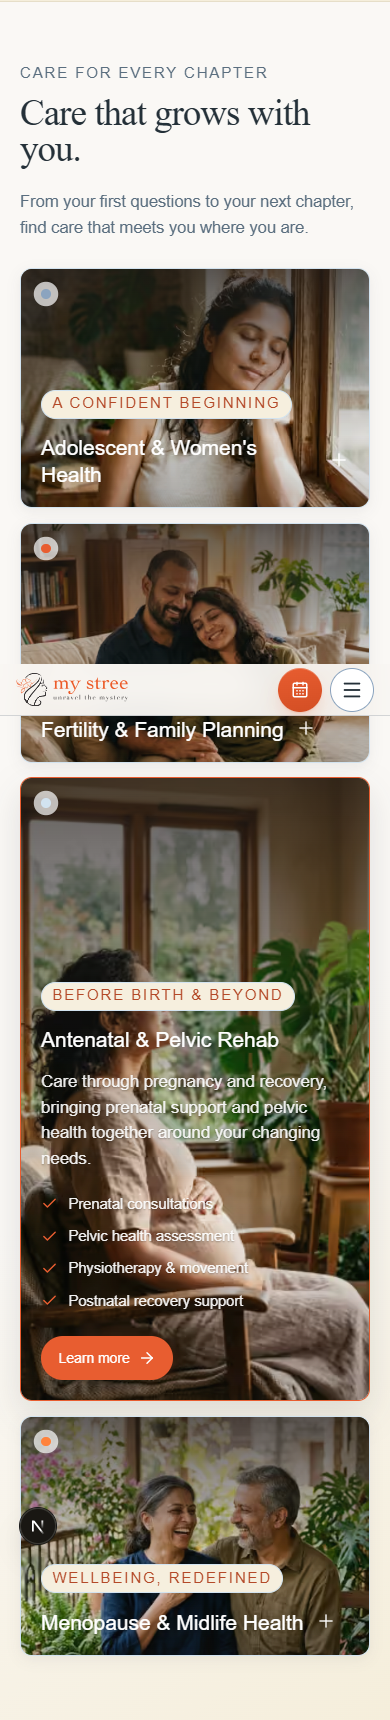 CARE FOR EVERY CHAPTER
Care that grows with
you.
From your first questions to your next chapter,
find care that meets you where you are.
A CONFIDENT BEGINNING
Adolescent & Women's
Health
my stree
unravel the mystery
Fertility & Family Planning
BEFORE BIRTH & BEYOND
Antenatal & Pelvic Rehab
Care through pregnancy and recovery,
bringing prenatal support and pelvic
health together around your changing
needs.
Prenatal consultations
Pelvic health assessment
Physiotherapy & movement
Postnatal recovery support
Learn more
N
WELLBEING, REDEFINED
Menopause & Midlife Health